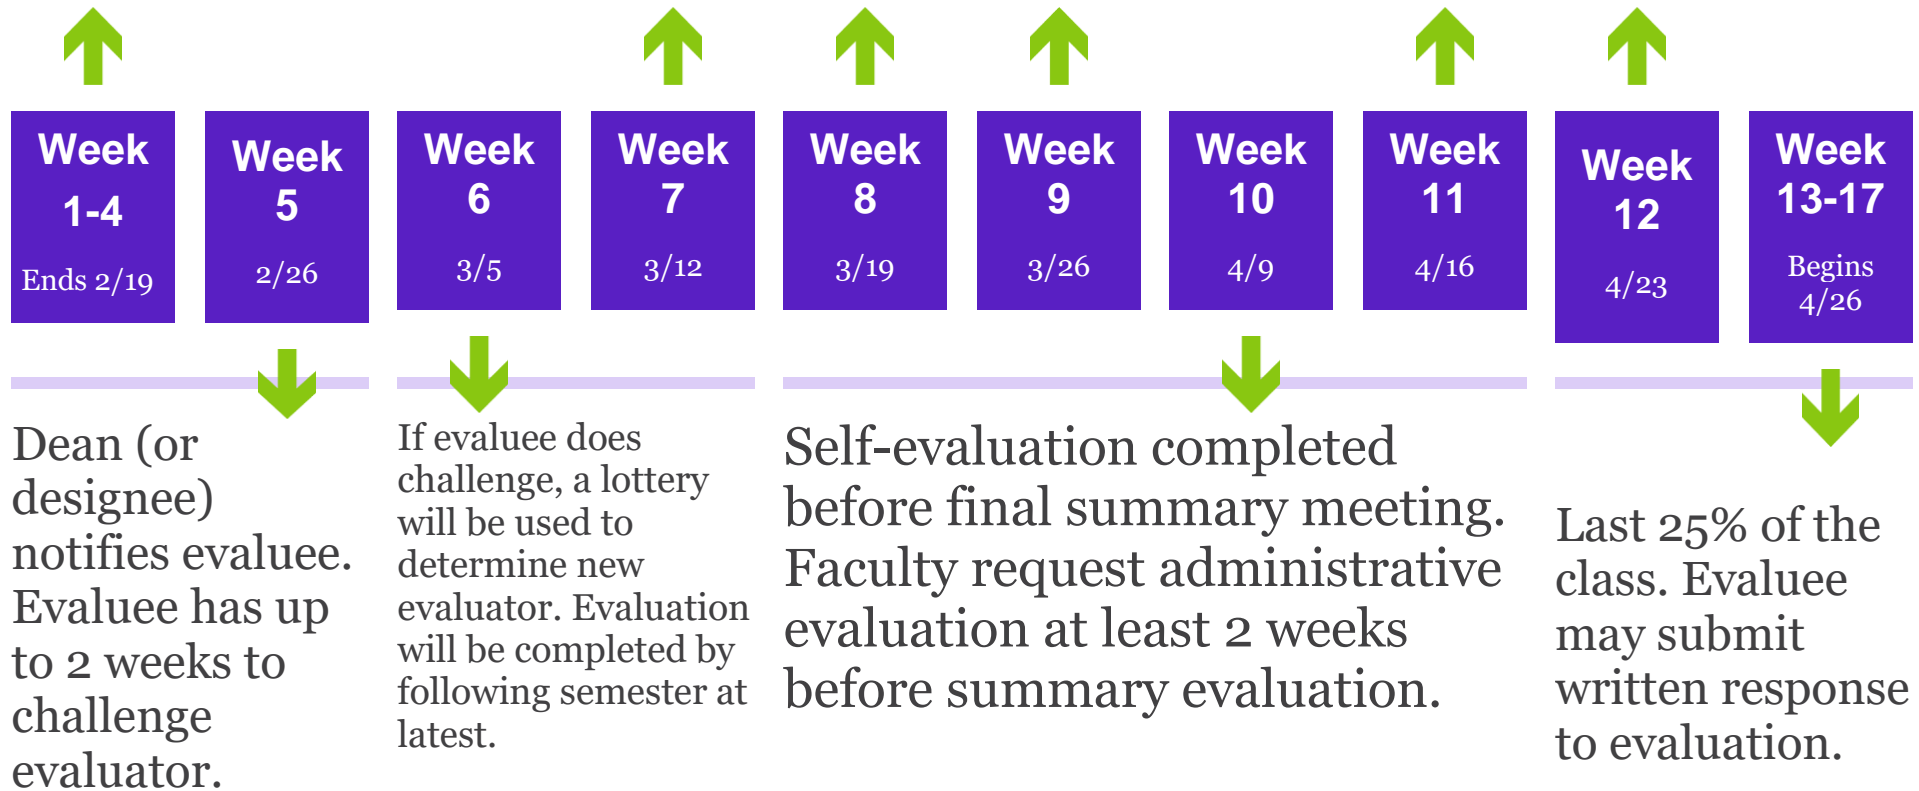 Week
1-4
Ends 2/19
Week
5
2/26
Week
6
3/5
Week
7
3/12
Week
8
3/19
Week
9
3/26
Week
10
4/9
Week
11
4/16
Week
12
4/23
Week
13-17
Begins
4/26
Dean (or
designee)
notifies evaluee.
Evaluee has up
to 2 weeks to
challenge
evaluator.
If evaluee does
challenge, a lottery
will be used to
determine new
evaluator. Evaluation
will be completed by
following semester at
latest.
Self-evaluation completed
before final summary meeting.
Faculty request administrative
evaluation at least 2 weeks
before summary evaluation.
Last 25% of the
class. Evaluee
may submit
written response
to evaluation.